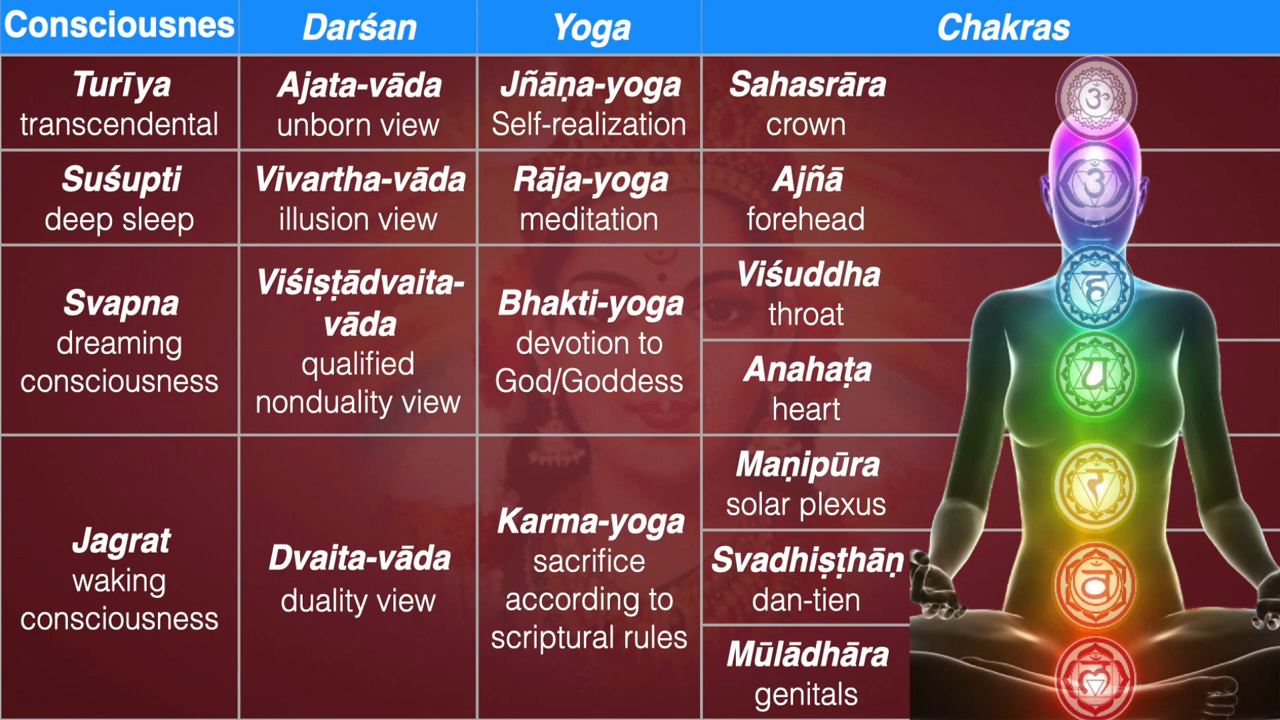 Consciousnes Darśan Yoga Chakras
Turīya Ajata-vāda Jñāṇa-yoga Sahasrāra
transcendental unborn view Self-realization crown
Suśupti Vivartha-vāda Rāja-yoga Ajñā
deep sleep illusion view meditation forehead
Svapna
dreaming
consciousness
Viśiṣṭādvaita-
vāda
qualified
nonduality view
Bhakti-yoga
devotion to
God/Goddess
Viśuddha
throat
Anahaṭa
heart
Jagrat
waking
consciousness
Dvaita-vāda
duality view
Karma-yoga
sacrifice
according to
scriptural rules
Maṇipūra
solar plexus
Svadhiṣṭhāṇ
dan-tien
Mūlādhāra
genitals
ॐ
ॐ
हं
यं
रं
वं
लं